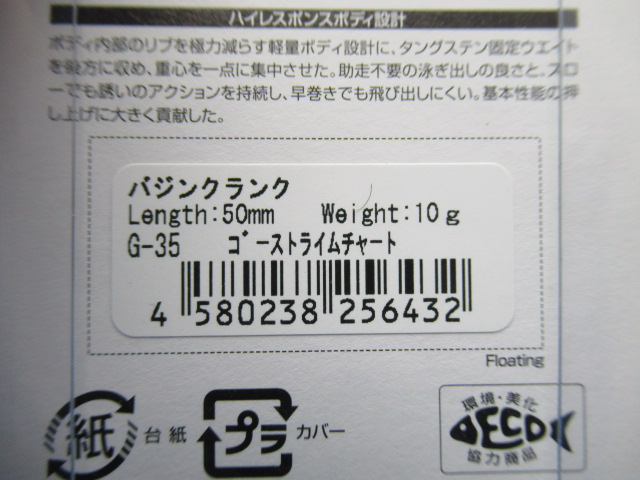 ハイレスポンスボディ設計
ボディ内部のリブを極力減らす軽量ボディ設計に、タングステン固定ウエイト
を後方に収め、重心を一点に集中させた。助走不要の泳ぎ出しの良さと、スロ
ーでも誘いのアクションを持続し、早巻きでも飛び出しにくい。基本性能の押
し上げに大きく貢献した。
バジンクランク
Length:50mm Weight:10g
G-35 ゴーストライムチャート
4 580238 256432
Floating
紙 台紙
プラ カバー
環境・美化
ECO
協力商品